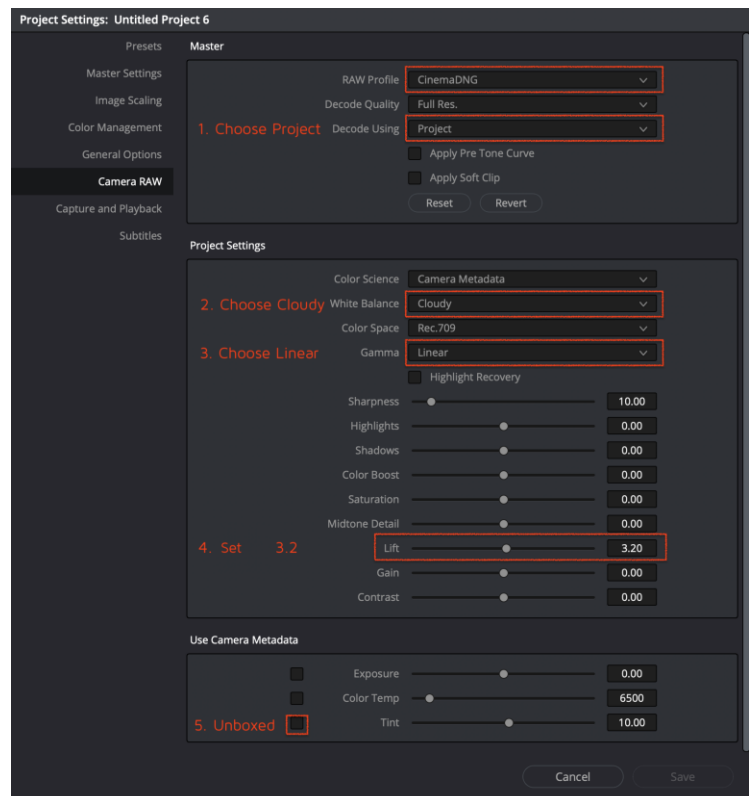 Project Settings: Untitled Project 6
Presets
Master Settings
Image Scaling
Color Management
General Options
Camera RAW
Capture and Playback
Subtitles
Master
RAW Profile CinemaDNG
Decode Quality Full Res.
1. Choose Project Decode Using Project
Apply Pre Tone Curve
Apply Soft Clip
Reset Revert
Project Settings
Color Science Camera Metadata
2. Choose Cloudy White Balance Cloudy
Color Space Rec.709
3. Choose Linear Gamma Linear
Highlight Recovery
Sharpness 10.00
Highlights 0.00
Shadows 0.00
Color Boost 0.00
Saturation 0.00
Midtone Detail 0.00
4. Set 3.2 Lift 3.20
Gain 0.00
Contrast 0.00
Use Camera Metadata
Exposure 0.00
Color Temp 6500
5. Unboxed Tint 10.00
Cancel Save